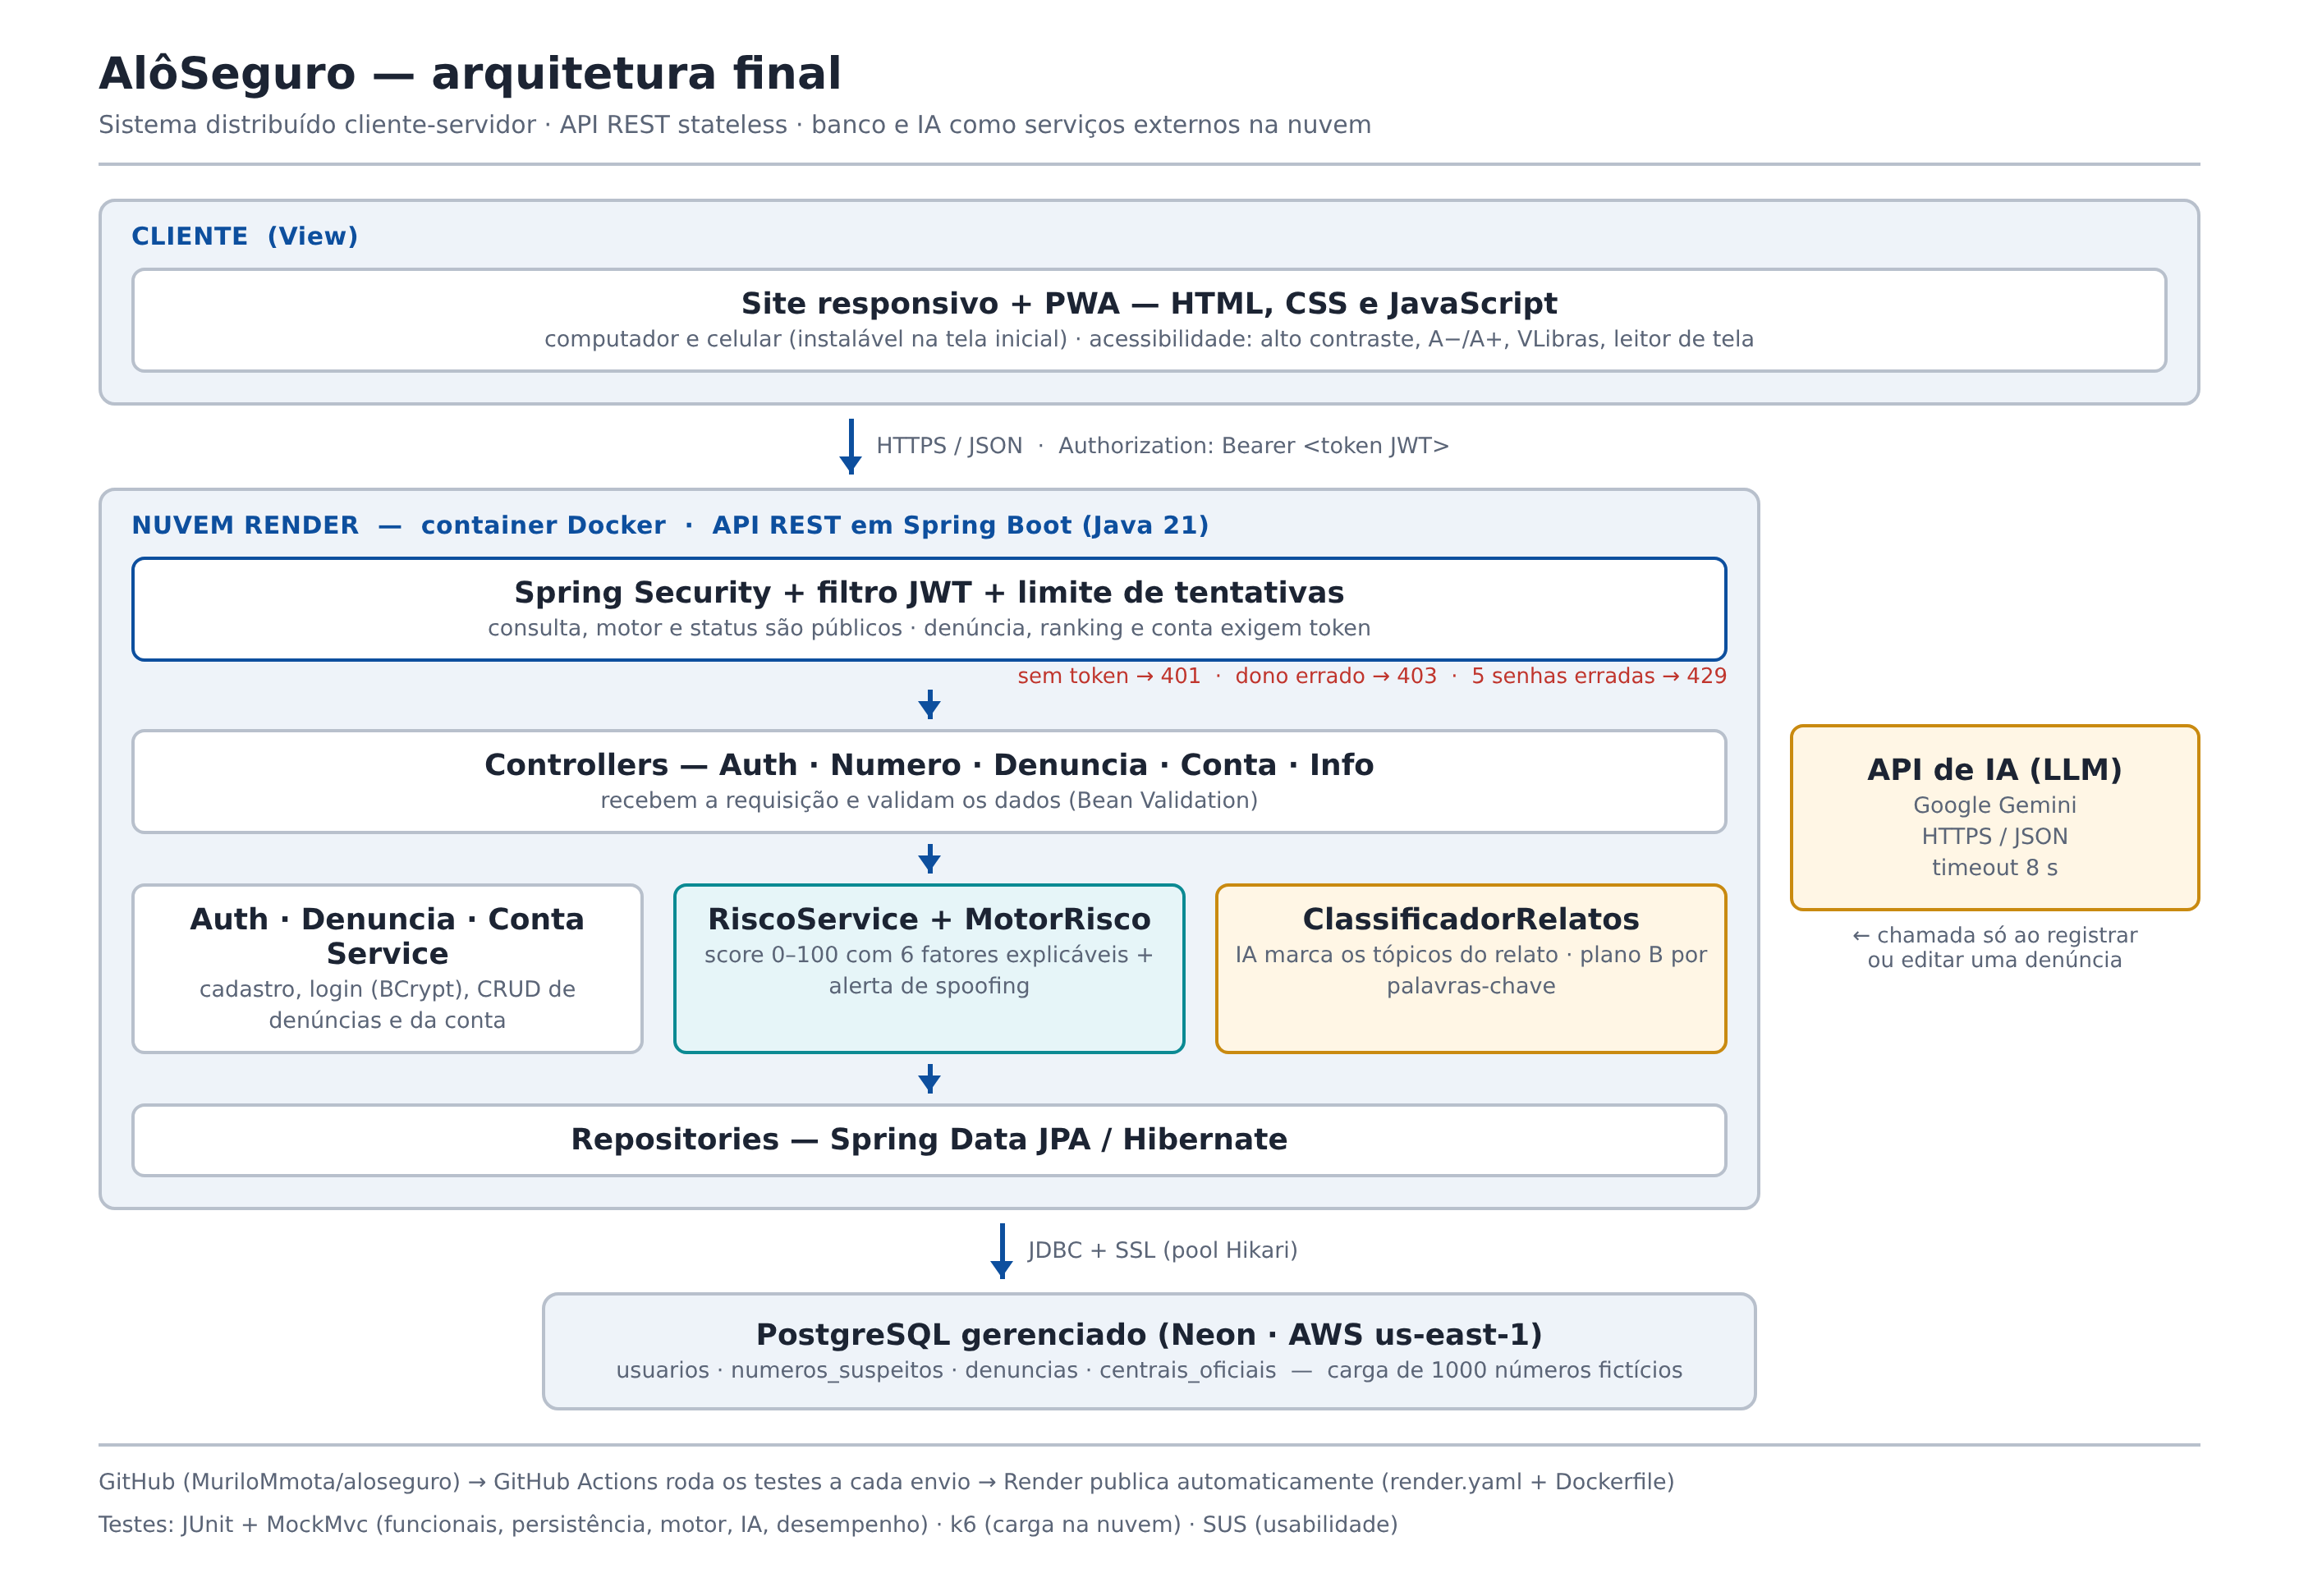 AlôSeguro — arquitetura final
Sistema distribuído cliente-servidor · API REST stateless · banco e IA como serviços externos na nuvem
CLIENTE (View)
Site responsivo + PWA — HTML, CSS e JavaScript
computador e celular (instalável na tela inicial) · acessibilidade: alto contraste, A−/A+, VLibras, leitor de tela
HTTPS / JSON · Authorization: Bearer <token JWT>
NUVEM RENDER — container Docker · API REST em Spring Boot (Java 21)
Spring Security + filtro JWT + limite de tentativas
consulta, motor e status são públicos · denúncia, ranking e conta exigem token
sem token → 401 · dono errado → 403 · 5 senhas erradas → 429
Controllers — Auth · Numero · Denuncia · Conta · Info
recebem a requisição e validam os dados (Bean Validation)
API de IA (LLM)
Google Gemini
HTTPS / JSON
timeout 8 s
← chamada só ao registrar
ou editar uma denúncia
Auth · Denuncia · Conta
Service
cadastro, login (BCrypt), CRUD de
denúncias e da conta
RiscoService + MotorRisco
score 0–100 com 6 fatores explicáveis +
alerta de spoofing
ClassificadorRelatos
IA marca os tópicos do relato · plano B por
palavras-chave
Repositories — Spring Data JPA / Hibernate
JDBC + SSL (pool Hikari)
PostgreSQL gerenciado (Neon · AWS us-east-1)
usuarios · numeros_suspeitos · denuncias · centrais_oficiais — carga de 1000 números fictícios
GitHub (MuriloMmota/aloseguro) → GitHub Actions roda os testes a cada envio → Render publica automaticamente (render.yaml + Dockerfile)
Testes: JUnit + MockMvc (funcionais, persistência, motor, IA, desempenho) · k6 (carga na nuvem) · SUS (usabilidade)